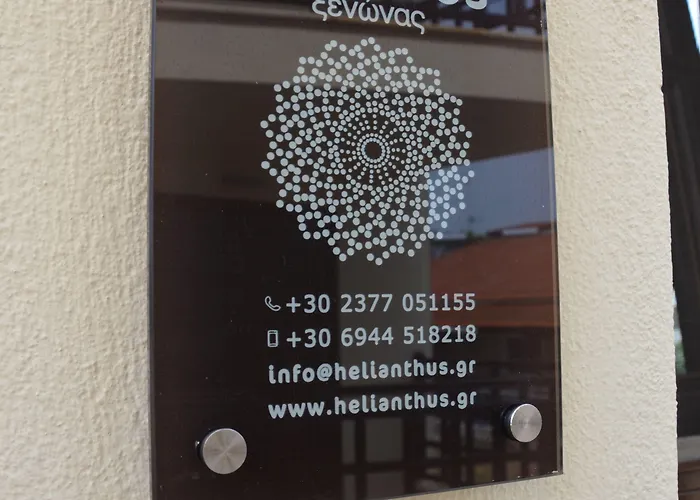 ξενώνας
+30 2377 051155
+30 6944 518218
info@helianthus.gr
www.helianthus.gr